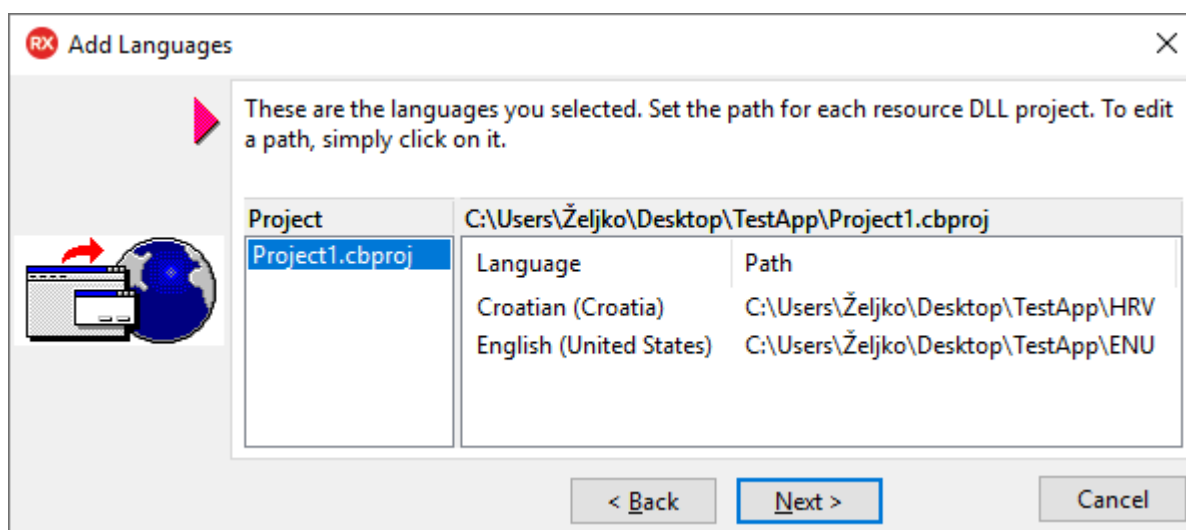 RX Add Languages
These are the languages you selected. Set the path for each resource DLL project. To edit
a path, simply click on it.
Project C:\Users\Željko\Desktop\TestApp\Project1.cbproj
Project1.cbproj Language Path
Croatian (Croatia) C:\Users\Željko\Desktop\TestApp\HRV
English (United States) C:\Users\Željko\Desktop\TestApp\ENU
< Back Next > Cancel